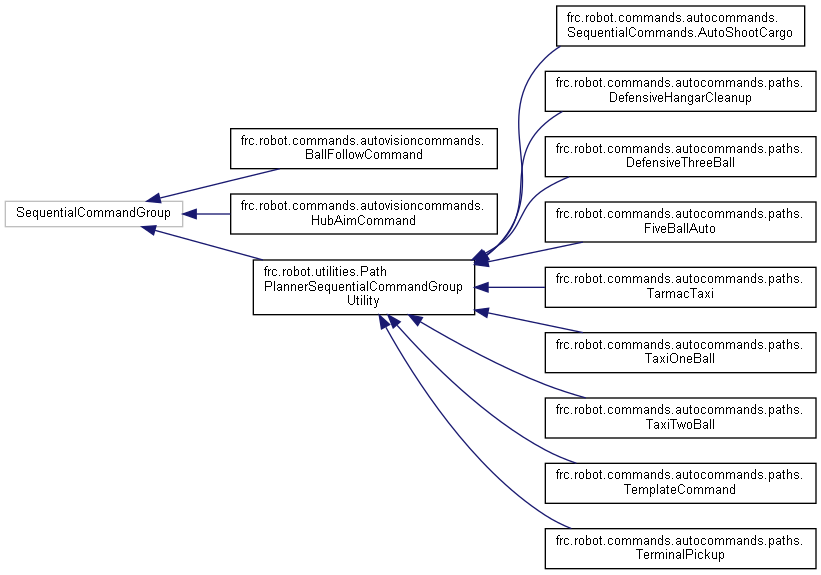 frc.robot.commands.autocommands.
SequentialCommands.AutoShootCargo
frc.robot.commands.autocommands.paths.
DefensiveHangarCleanup
frc.robot.commands.autovisioncommands.
BallFollowCommand
frc.robot.commands.autocommands.paths.
DefensiveThreeBall
SequentialCommandGroup
frc.robot.commands.autovisioncommands.
HubAimCommand
frc.robot.commands.autocommands.paths.
FiveBallAuto
frc.robot.utilities.Path
PlannerSequentialCommandGroup
Utility
frc.robot.commands.autocommands.paths.
TarmacTaxi
frc.robot.commands.autocommands.paths.
TaxiOneBall
frc.robot.commands.autocommands.paths.
TaxiTwoBall
frc.robot.commands.autocommands.paths.
TemplateCommand
frc.robot.commands.autocommands.paths.
TerminalPickup